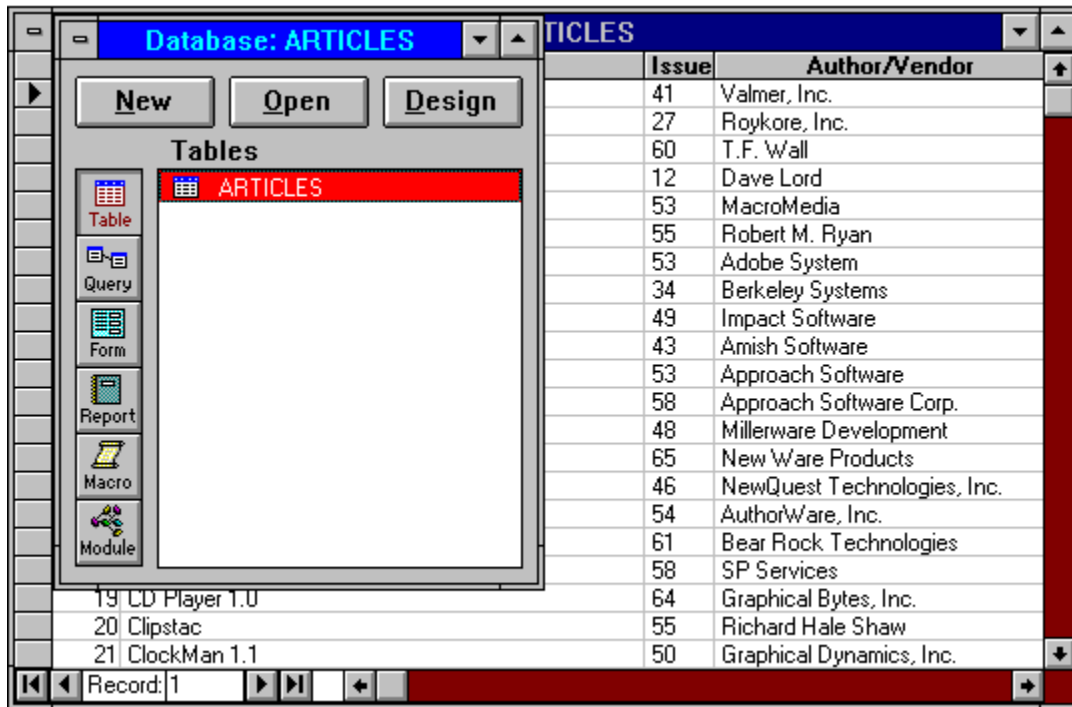 Database: ARTICLES
TICLES
New Open Design
Tables
ARTICLES
Table
Query
Form
Report
Macro
Module
Issue Author/Vendor
41 Valmer, Inc.
27 Roykore, Inc.
60 T.F. Wall
12 Dave Lord
53 MacroMedia
55 Robert M. Ryan
53 Adobe System
34 Berkeley Systems
49 Impact Software
43 Amish Software
53 Approach Software
58 Approach Software Corp.
48 Millerware Development
65 New Ware Products
46 NewQuest Technologies, Inc.
54 AuthorWare, Inc.
61 Bear Rock Technologies
58 SP Services
19 CD Player 1.0 64 Graphical Bytes, Inc.
20 Clipstac 55 Richard Hale Shaw
21 ClockMan 1.1 50 Graphical Dynamics, Inc.
Record: 1